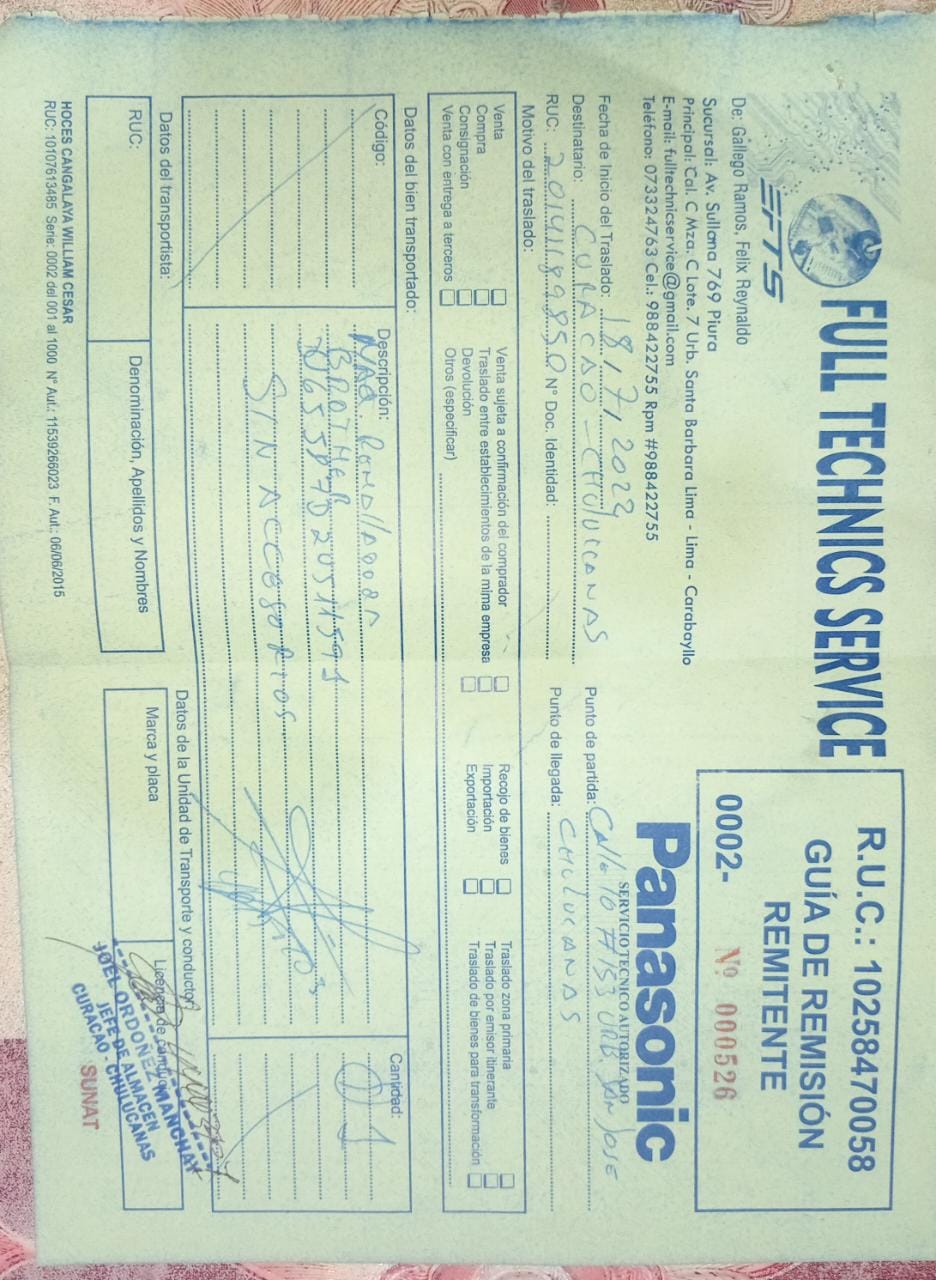 EFTS
FULL TECHNICS SERVICE
De: Gallego Ramos, Felix Reynaldo
Sucursal: Av. Sullana 769 Piura
Principal: Cal. C Mza. C Lote. 7 Urb. Santa Barbara Lima - Lima - Carabayllo
E-mail: fulltechnicservice@gmail.com
Teléfono: 073324763 Cel.: 988422755 Rpm #988422755
R.U.C.: 10258470058
GUÍA DE REMISIÓN
REMITENTE
0002- Nº 000526
Panasonic
SERVICIO TECNICO AUTORIZADO
Fecha de Inicio del Traslado: 18/7/2023
Punto de partida: Calle 10 # 153 URB. SAN JOSE
Destinatario: CURACAO - CHULUCANAS
Punto de llegada: CHULUCANAS
RUC: 20141189850 N° Doc. Identidad:
Motivo del traslado:
Venta
Compra
Consignación
Venta con entrega a terceros
Venta sujeta a confirmación del comprador
Traslado entre establecimientos de la mima empresa
Devolución
Otros (especificar)
Recojo de bienes
Importación
Exportación
Traslado zona primaria
Traslado por emisor itinerante
Traslado de bienes para transformación
Datos del bien transportado:
Código:
Descripción:
Cantidad:
MAQ. REMALLADORA
01
BROTHER
SIN ACCESORIOS
Datos del transportista:
RUC:
Denominación, Apellidos y Nombres
Datos de la Unidad de Transporte y conductor:
Marca y placa
Licencia de conducir
JOEL ORDOÑEZ MANCHAY
JEFE DE ALMACEN
CURACAO - CHULUCANAS
HOCES CANGALAYA WILLIAM CESAR
RUC: 10107613485 Serie: 0002 del 001 al 1000 N° Aut.: 11539266023 F. Aut.: 06/06/2015
SUNAT